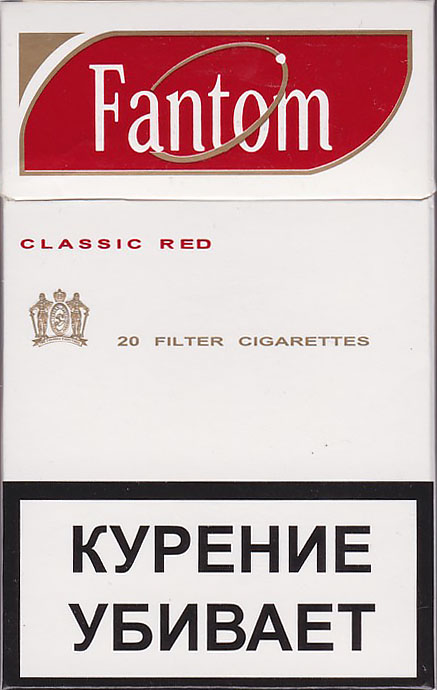 Fantom
CLASSIC RED
20 FILTER CIGARETTES
КУРЕНИЕ
УБИВАЕТ